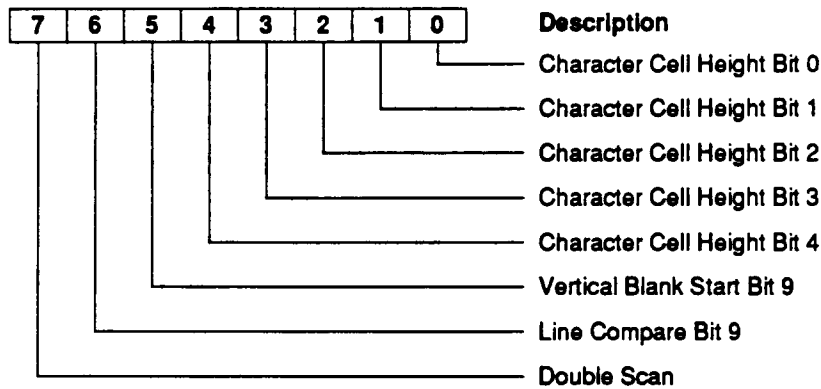 7 6 5 4 3 2 1 0 Description
Character Cell Height Bit 0
Character Cell Height Bit 1
Character Cell Height Bit 2
Character Cell Height Bit 3
Character Cell Height Bit 4
Vertical Blank Start Bit 9
Line Compare Bit 9
Double Scan